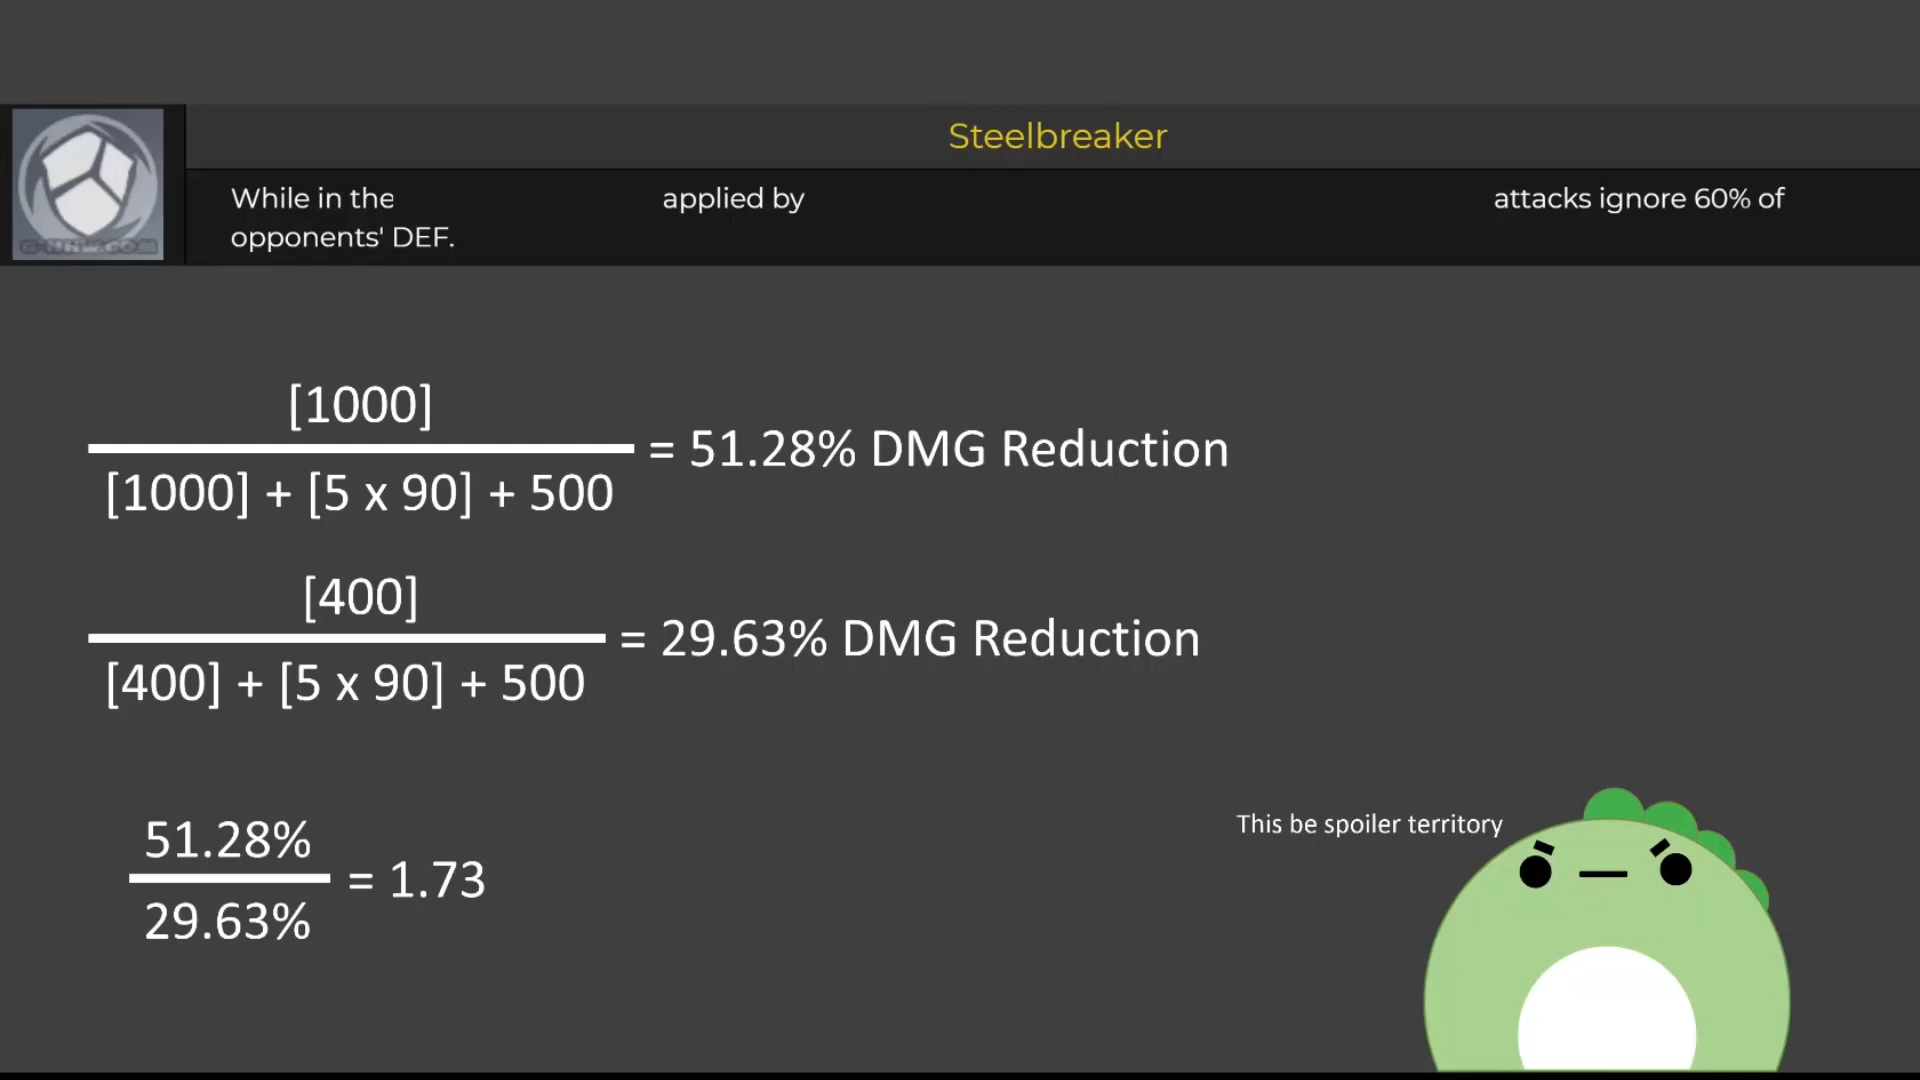 Steelbreaker
While in the applied by attacks ignore 60% of
opponents' DEF.
[1000]
= 51.28% DMG Reduction
[1000] + [5 x 90] + 500
[400]
= 29.63% DMG Reduction
[400] + [5 x 90] + 500
51.28%
= 1.73
29.63%
This be spoiler territory